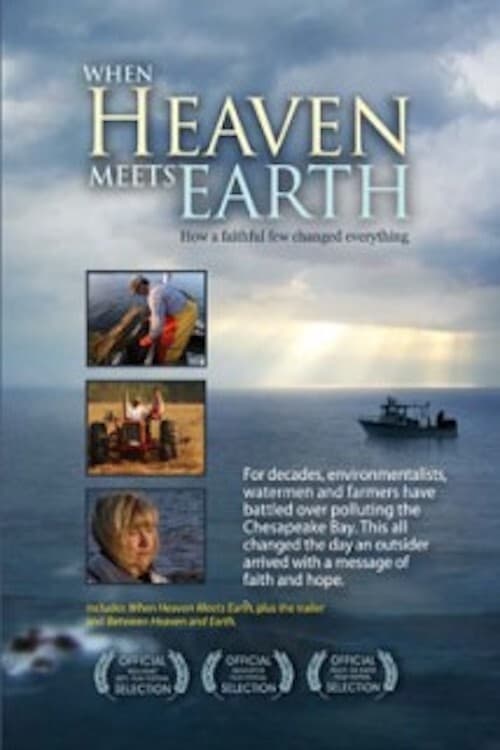 WHEN
HEAVEN
MEETS EARTH
How a faithful few changed everything
For decades, environmentalists,
watermen and farmers have
battled over polluting the
Chesapeake Bay. This all
changed the day an outsider
arrived with a message of
faith and hope.
Includes When Heaven Meets Earth, plus the trailer
and Between Heaven and Earth.
OFFICIAL OFFICIAL OFFICIAL
SELECTION SELECTION SELECTION